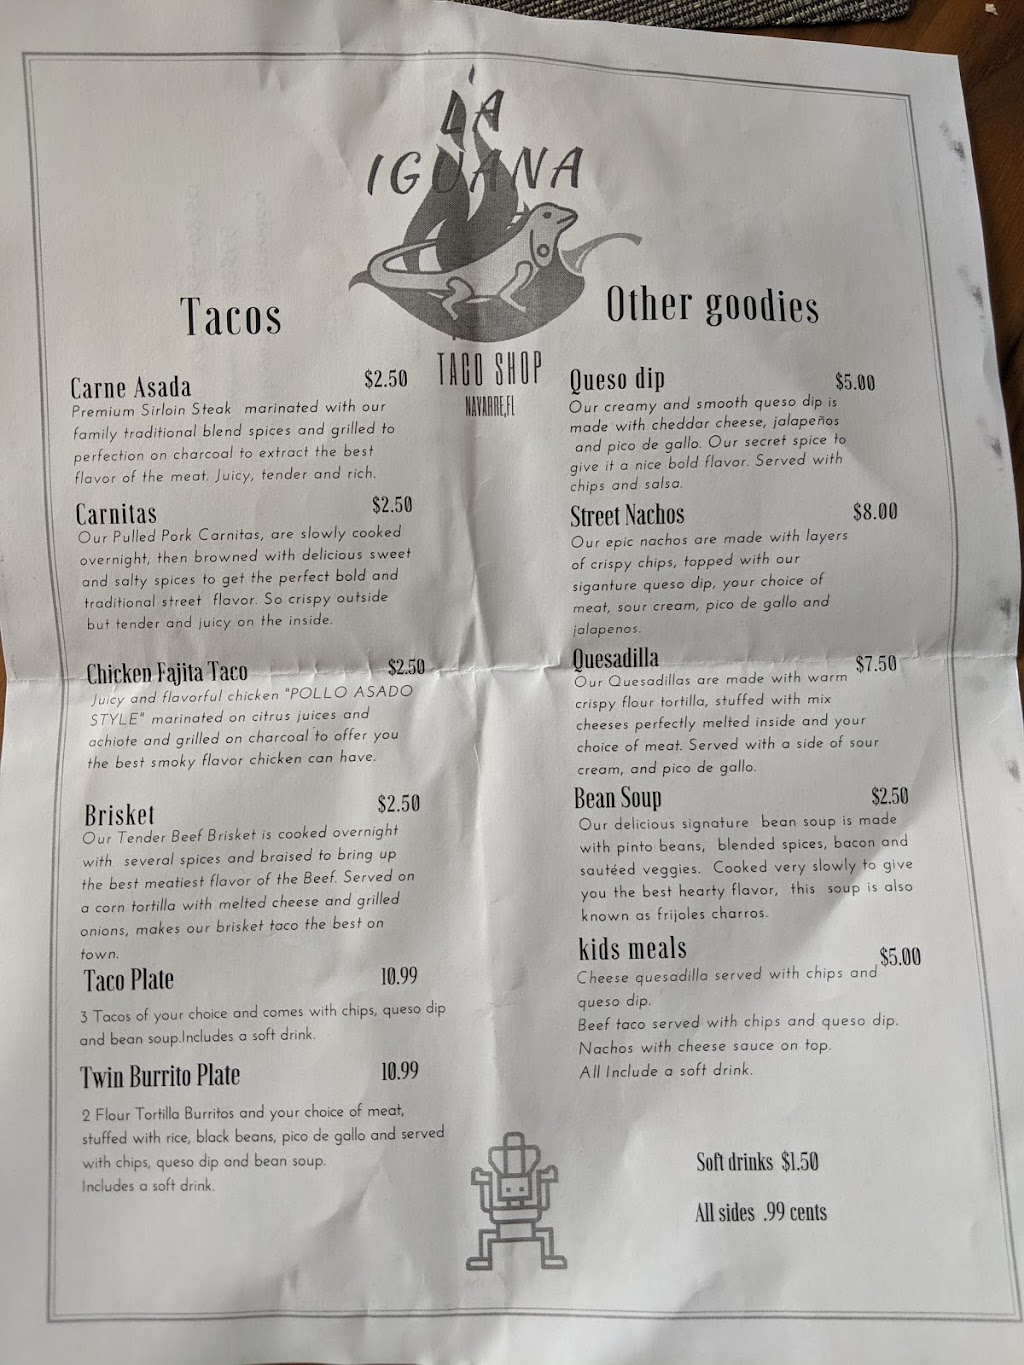 LA
IGUANA
TACO SHOP
NAVARRE,FL
Tacos
Carne Asada $2.50
Premium Sirloin Steak marinated with our
family traditional blend spices and grilled to
perfection on charcoal to extract the best
flavor of the meat. Juicy, tender and rich.
Carnitas $2.50
Our Pulled Pork Carnitas, are slowly cooked
overnight, then browned with delicious sweet
and salty spices to get the perfect bold and
traditional street flavor. So crispy outside
but tender and juicy on the inside.
Chicken Fajita Taco $2.50
Juicy and flavorful chicken "POLLO ASADO
STYLE" marinated on citrus juices and
achiote and grilled on charcoal to offer you
the best smoky flavor chicken can have.
Brisket $2.50
Our Tender Beef Brisket is cooked overnight
with several spices and braised to bring up
the best meatiest flavor of the Beef. Served on
a corn tortilla with melted cheese and grilled
onions, makes our brisket taco the best on
town.
Taco Plate 10.99
3 Tacos of your choice and comes with chips, queso dip
and bean soup.Includes a soft drink.
Twin Burrito Plate 10.99
2 Flour Tortilla Burritos and your choice of meat,
stuffed with rice, black beans, pico de gallo and served
with chips, queso dip and bean soup.
Includes a soft drink.
Other goodies
Queso dip $5.00
Our creamy and smooth queso dip is
made with cheddar cheese, jalapeños
and pico de gallo. Our secret spice to
give it a nice bold flavor. Served with
chips and salsa.
Street Nachos $8.00
Our epic nachos are made with layers
of crispy chips, topped with our
siganture queso dip, your choice of
meat, sour cream, pico de gallo and
jalapenos.
Quesadilla $7.50
Our Quesadillas are made with warm
crispy flour tortilla, stuffed with mix
cheeses perfectly melted inside and your
choice of meat. Served with a side of sour
cream, and pico de gallo.
Bean Soup $2.50
Our delicious signature bean soup is made
with pinto beans, blended spices, bacon and
sautéed veggies. Cooked very slowly to give
you the best hearty flavor, this soup is also
known as frijoles charros.
kids meals $5.00
Cheese quesadilla served with chips and
queso dip.
Beef taco served with chips and queso dip.
Nachos with cheese sauce on top.
All Include a soft drink.
Soft drinks $1.50
All sides .99 cents